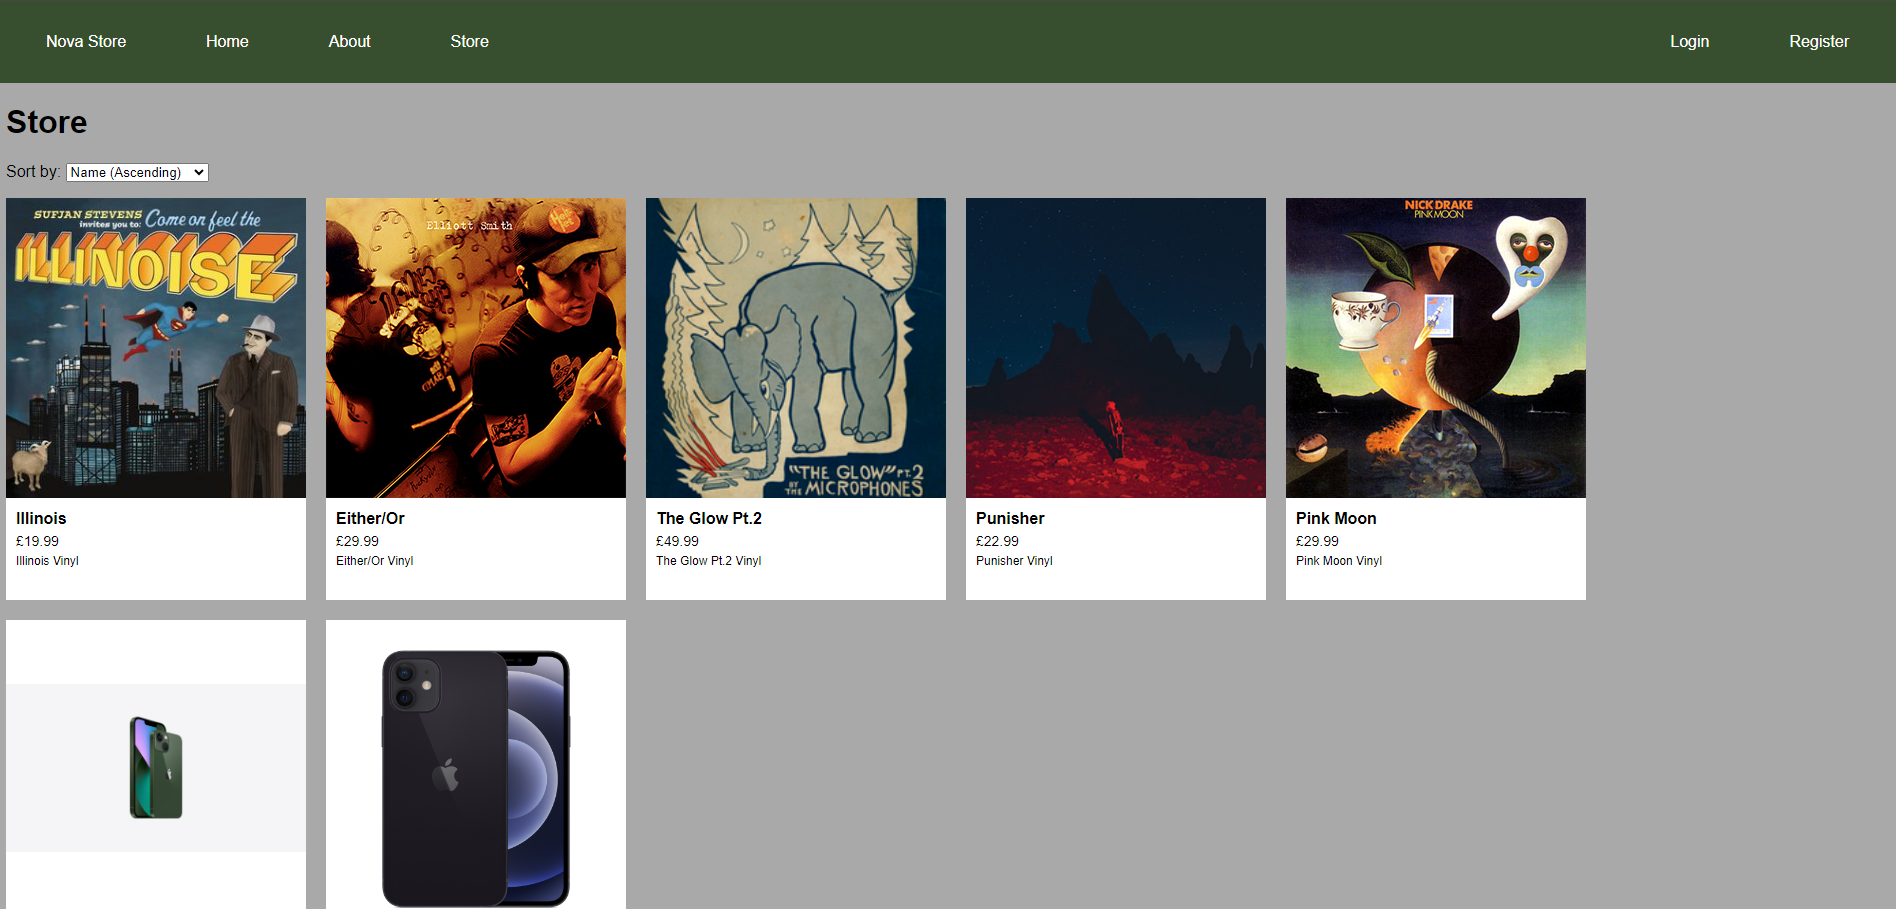 Nova Store
Home
About
Store
Login
Register
Store
Sort by: Name (Ascending)
SUFJAN STEVENS
invites you to:
Come on feel the
ILLINOISE
Elliott Smith
"THE GLOW" PT. 2
BY THE MICROPHONES
NICK DRAKE
PINK MOON
Illinois
£19.99
Illinois Vinyl
Either/Or
£29.99
Either/Or Vinyl
The Glow Pt.2
£49.99
The Glow Pt.2 Vinyl
Punisher
£22.99
Punisher Vinyl
Pink Moon
£29.99
Pink Moon Vinyl